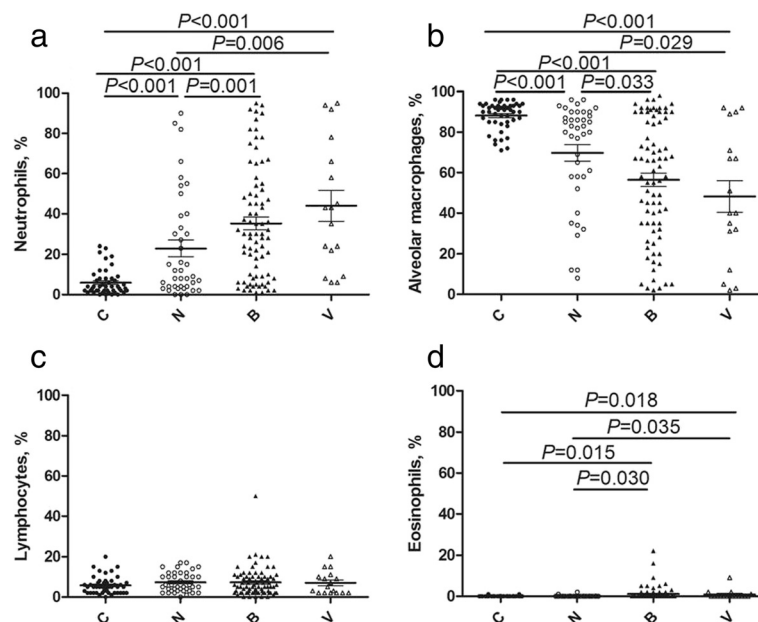 a
P<0.001
P=0.006
P<0.001
P<0.001 P=0.001
Neutrophils, %
100
80
60
40
20
0
C N B V
b
P<0.001
P=0.029
P<0.001
P<0.001 P=0.033
Alveolar macrophages, %
100
80
60
40
20
0
C N B V
c
Lymphocytes, %
100
80
60
40
20
0
C N B V
d
P=0.018
P=0.035
P=0.015
P=0.030
Eosinophils, %
100
80
60
40
20
0
C N B V